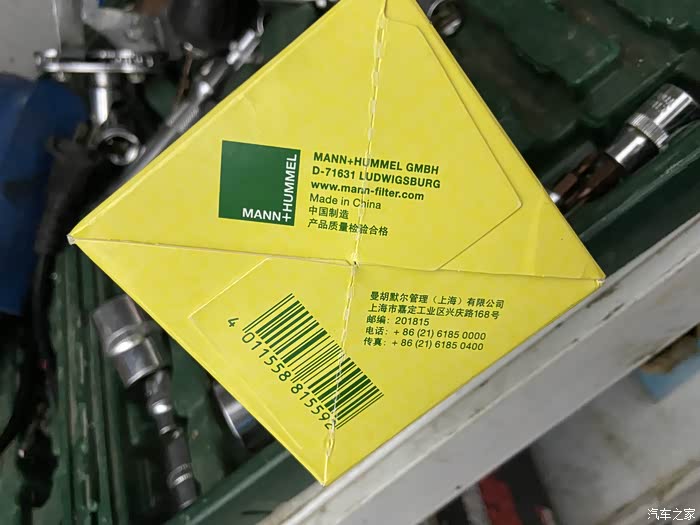 MANN+HUMMEL
MANN+HUMMEL GMBH
D-71631 LUDWIGSBURG
www.mann-filter.com
Made in China
中国制造
产品质量检验合格
曼胡默尔管理(上海)有限公司
上海市嘉定工业区兴庆路168号
邮编:201815
电话:+ 86 (21) 6185 0000
传真:+ 86 (21) 6185 0400
4 011558 815592
汽车之家